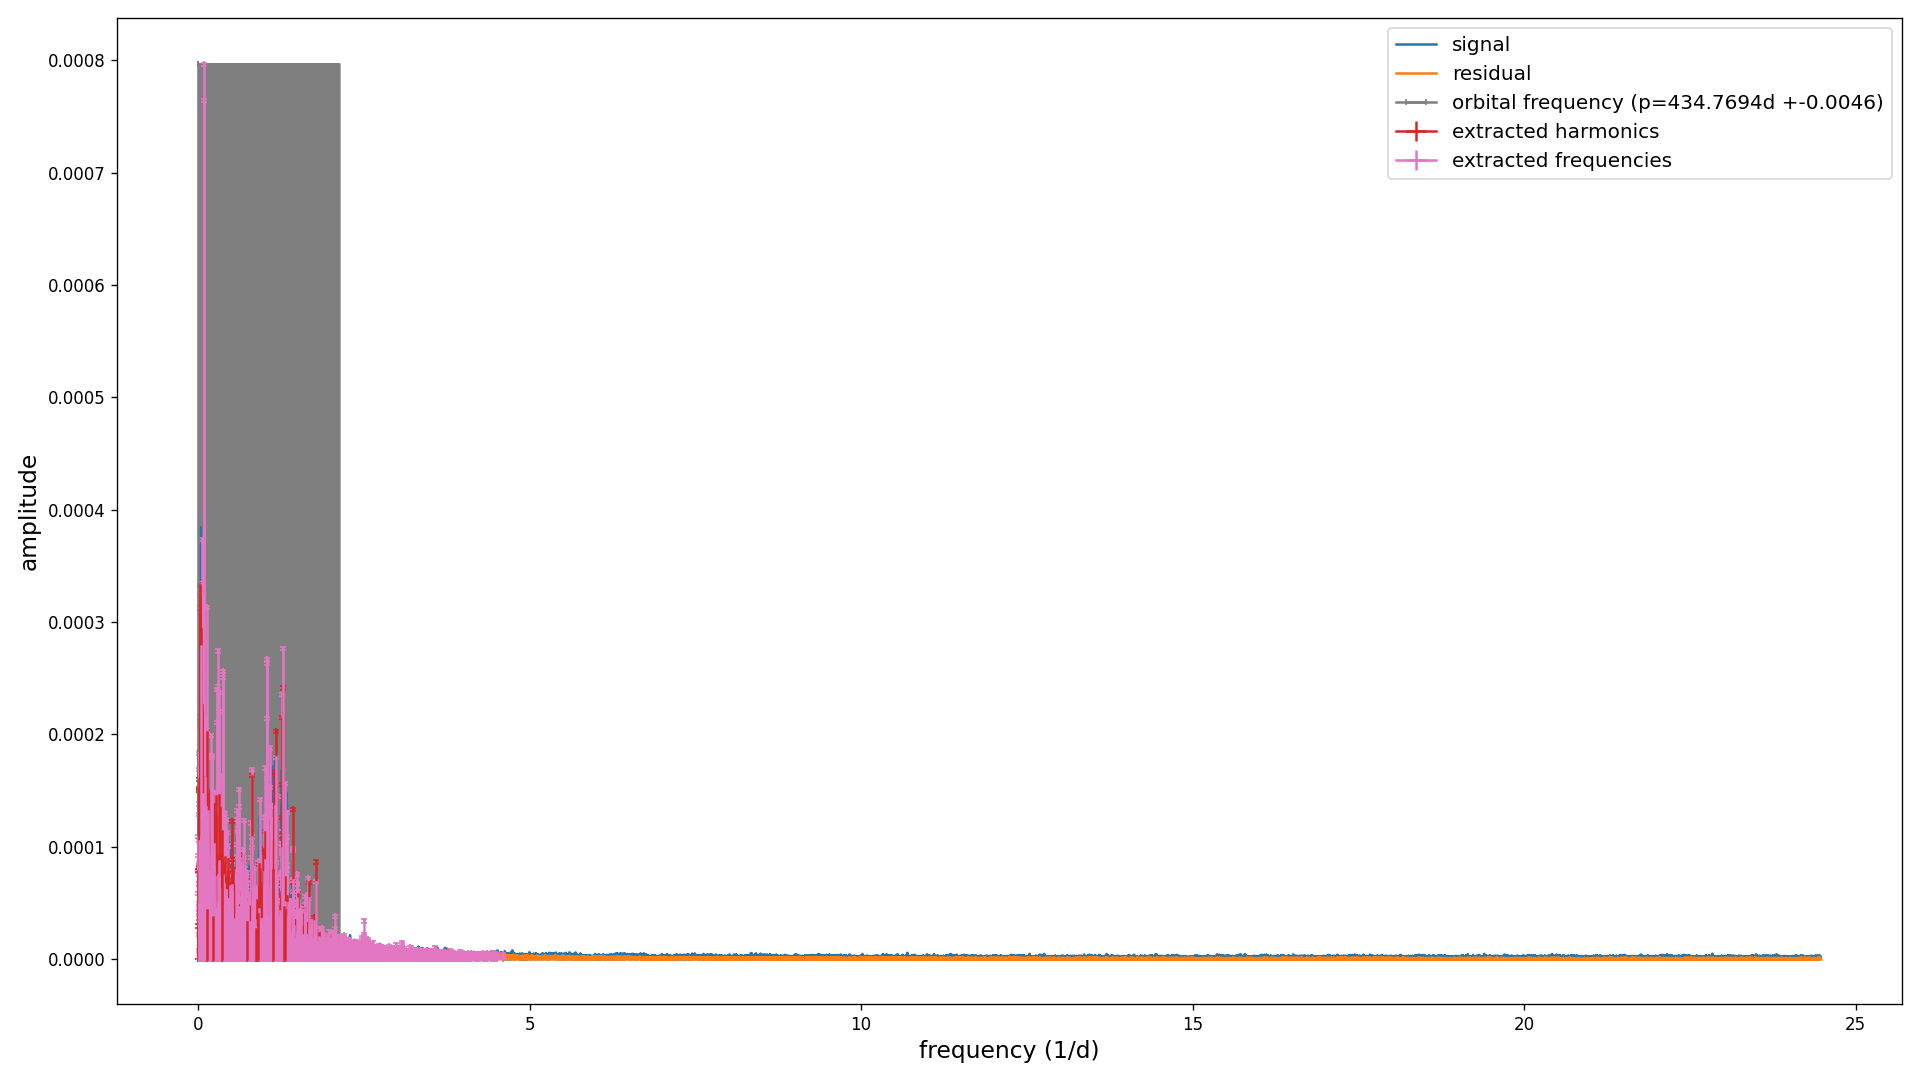 signal
residual
orbital frequency (p=434.7694d +-0.0046)
extracted harmonics
extracted frequencies
0.0008
0.0007
0.0006
0.0005
0.0004
0.0003
0.0002
0.0001
0.0000
amplitude
0 5 10 15 20 25
frequency (1/d)